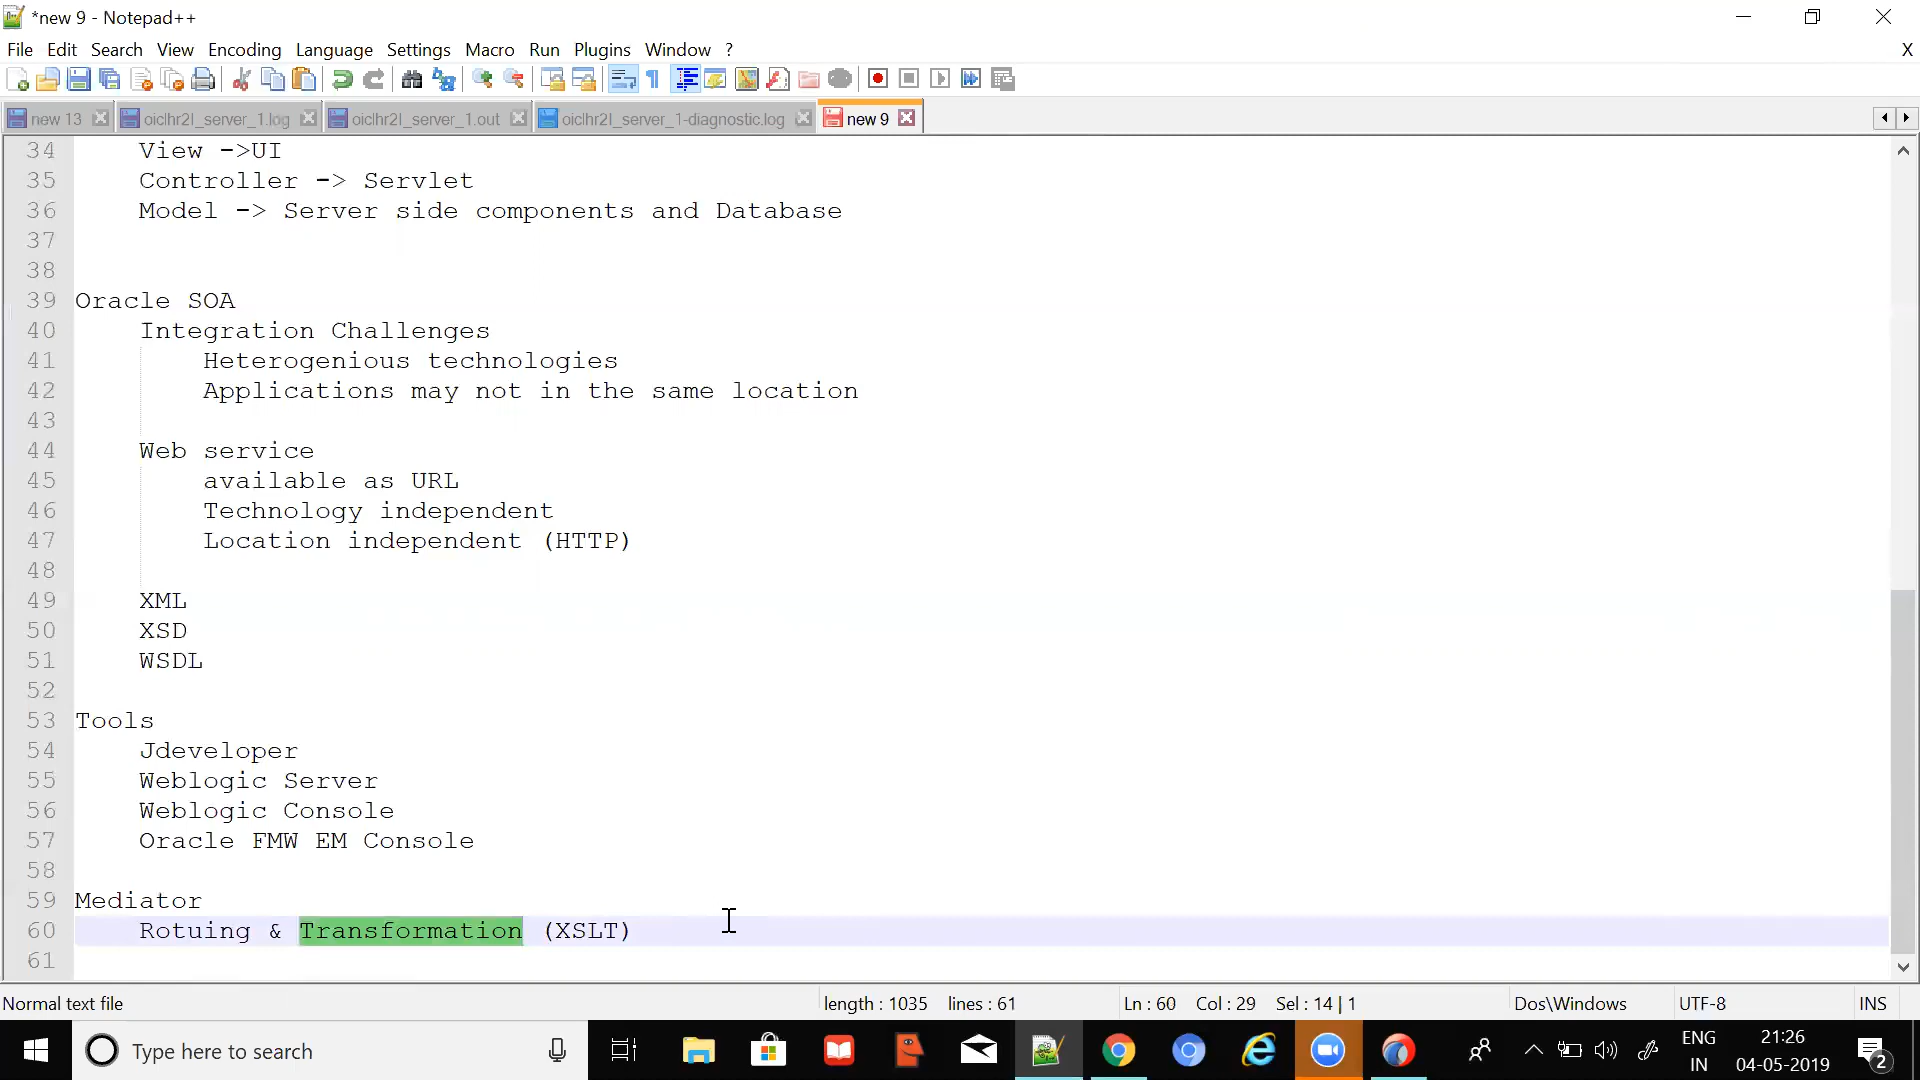 *new 9 - Notepad++
File Edit Search View Encoding Language Settings Macro Run Plugins Window ? X
new 13 oiclhr2l_server_1.log oiclhr2l_server_1.out oiclhr2l_server_1-diagnostic.log new 9
34 View ->UI
35 Controller -> Servlet
36 Model -> Server side components and Database
37
38
39 Oracle SOA
40 Integration Challenges
41 Heterogenious technologies
42 Applications may not in the same location
43
44 Web service
45 available as URL
46 Technology independent
47 Location independent (HTTP)
48
49 XML
50 XSD
51 WSDL
52
53 Tools
54 Jdeveloper
55 Weblogic Server
56 Weblogic Console
57 Oracle FMW EM Console
58
59 Mediator
60 Rotuing & Transformation (XSLT)
61
Normal text file length : 1035 lines : 61 Ln : 60 Col : 29 Sel : 14 | 1 Dos\Windows UTF-8 INS
Type here to search
ENG
IN
21:26
04-05-2019
2